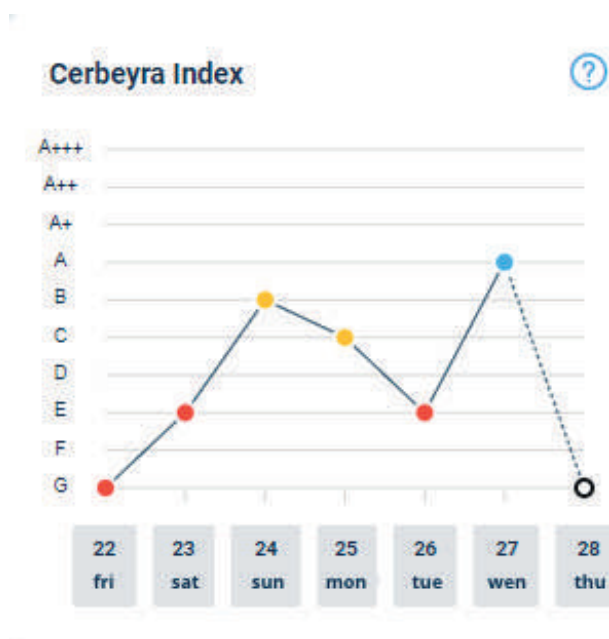 Cerbeyra Index
?
A+++
A++
A+
A
B
C
D
E
F
G
22 23 24 25 26 27 28
fri sat sun mon tue wen thu